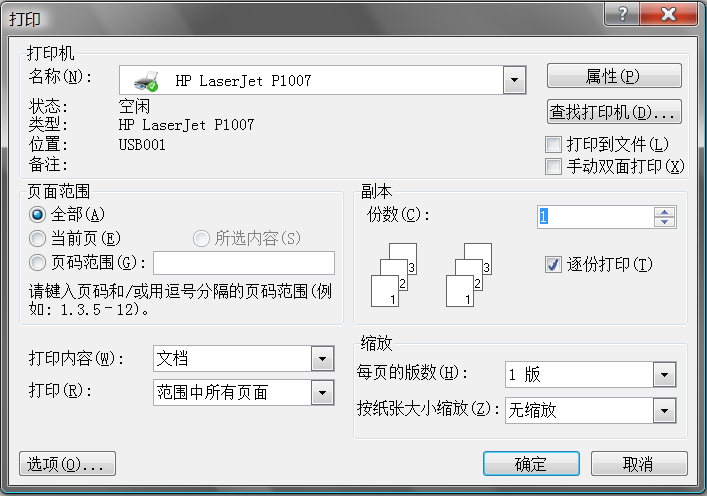 打印
打印机
名称(N):
HP LaserJet P1007
属性(P)
状态:
空闲
查找打印机(D)...
类型:
HP LaserJet P1007
位置:
USB001
打印到文件(L)
备注:
手动双面打印(X)
页面范围
全部(A)
当前页(E)
所选内容(S)
页码范围(G):
请键入页码和/或用逗号分隔的页码范围(例
如: 1.3.5－12)。
副本
份数(C):
1
3
2
1
3
2
1
逐份打印(T)
打印内容(W):
文档
打印(R):
范围中所有页面
缩放
每页的版数(H):
1 版
按纸张大小缩放(Z):
无缩放
选项(O)...
确定
取消